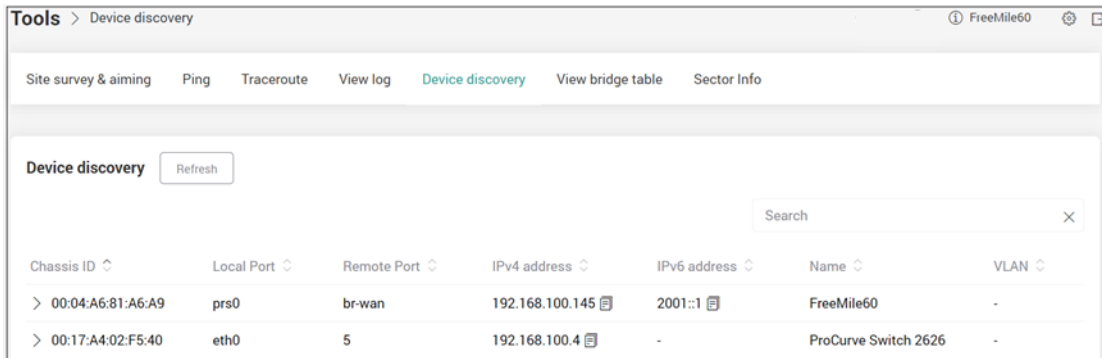 Tools > Device discovery FreeMile60
Site survey & aiming Ping Traceroute View log Device discovery View bridge table Sector Info
Device discovery Refresh
Search
Chassis ID Local Port Remote Port IPv4 address IPv6 address Name VLAN
00:04:A6:81:A6:A9 prs0 br-wan 192.168.100.145 2001::1 FreeMile60 -
00:17:A4:02:F5:40 eth0 5 192.168.100.4 - ProCurve Switch 2626 -